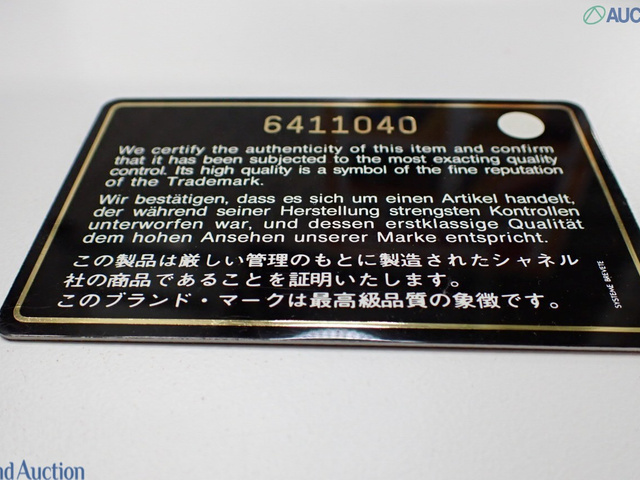 AUC
6411040
We certify the authenticity of this item and confirm
that it has been subjected to the most exacting quality
control. Its high quality is a symbol of the fine reputation
of the Trademark.
Wir bestätigen, dass es sich um einen Artikel handelt,
der während seiner Herstellung strengsten Kontrollen
unterworfen war, und dessen erstklassige Qualität
dem hohen Ansehen unserer Marke entspricht.
この製品は厳しい管理のもとに製造されたシャネル
社の商品であることを証明いたします。
このブランド・マークは最高級品質の象徴です。
SYSTEME BREVETE
nd Auction